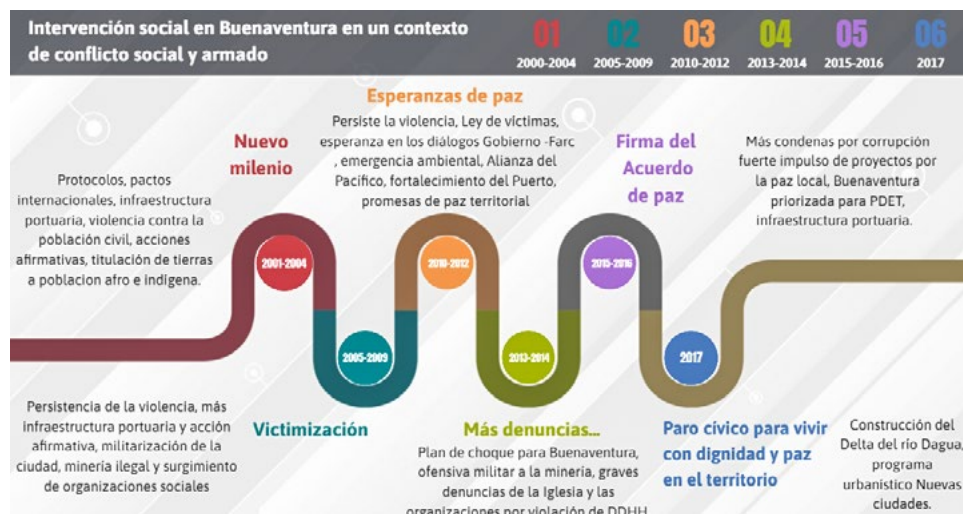 Intervención social en Buenaventura en un contexto
de conflicto social y armado
01
2000-2004
02
2005-2009
03
2010-2012
04
2013-2014
05
2015-2016
06
2017
Nuevo
milenio
Protocolos, pactos
internacionales, infraestructura
portuaria, violencia contra la
población civil, acciones
afirmativas, titulación de tierras
a poblacion afro e indígena.
Esperanzas de paz
Persiste la violencia, Ley de víctimas,
esperanza en los diálogos Gobierno -Farc
, emergencia ambiental, Alianza del
Pacífico, fortalecimiento del Puerto,
promesas de paz territorial
Firma del
Acuerdo
de paz
Más condenas por corrupción
fuerte impulso de proyectos por
la paz local, Buenaventura
priorizada para PDET,
infraestructura portuaria.
2001-2004
2010-2012
2015-2016
2005-2009
2013-2014
2017
Persistencia de la violencia, más
infraestructura portuaria y acción
afirmativa, militarización de la
ciudad, minería ilegal y surgimiento
de organizaciones sociales
Victimización
Más denuncias...
Plan de choque para Buenaventura,
ofensiva militar a la minería, graves
denuncias de la Iglesia y las
organizaciones por violación de DDHH
Paro cívico para vivir
con dignidad y paz
en el territorio
Construcción del
Delta del río Dagua,
programa
urbanístico Nuevas
ciudades.